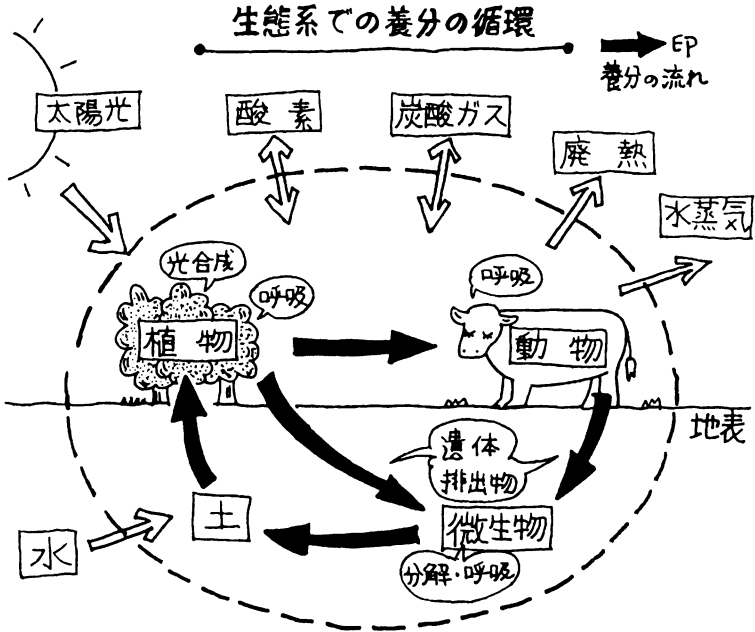 生態系での養分の循環
EP
養分の流れ
太陽光
酸素
炭酸ガス
廃熱
水蒸気
光合成
呼吸
呼吸
植物
動物
地表
遺体
排出物
土
微生物
水
分解・呼吸